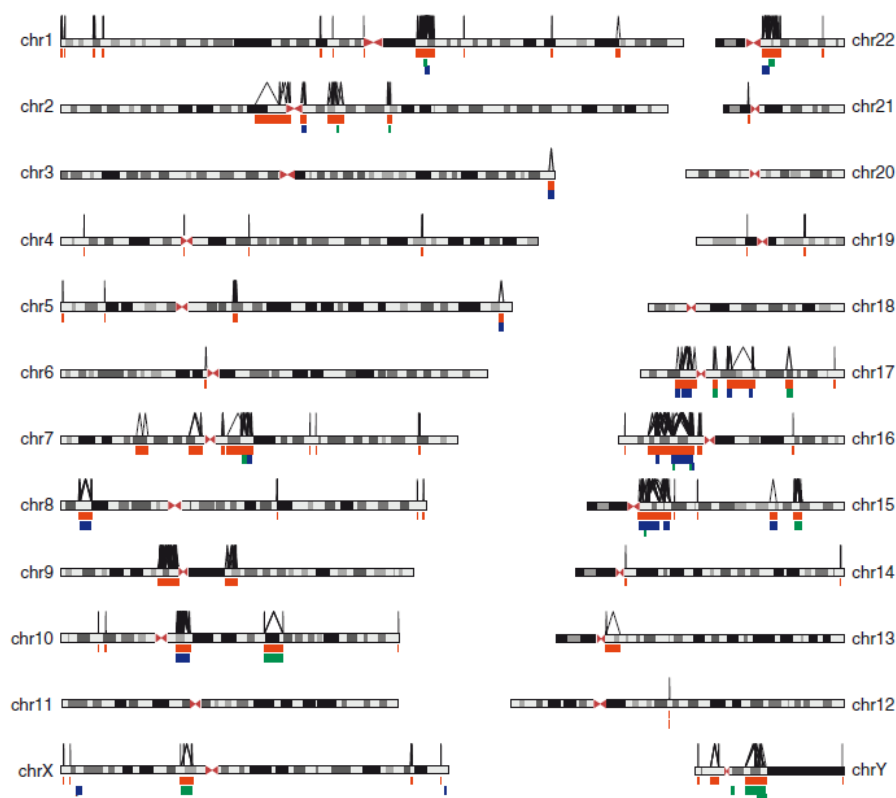 chr1 chr22
chr2 chr21
chr3 chr20
chr4 chr19
chr5 chr18
chr6 chr17
chr7 chr16
chr8 chr15
chr9 chr14
chr10 chr13
chr11 chr12
chrX chrY